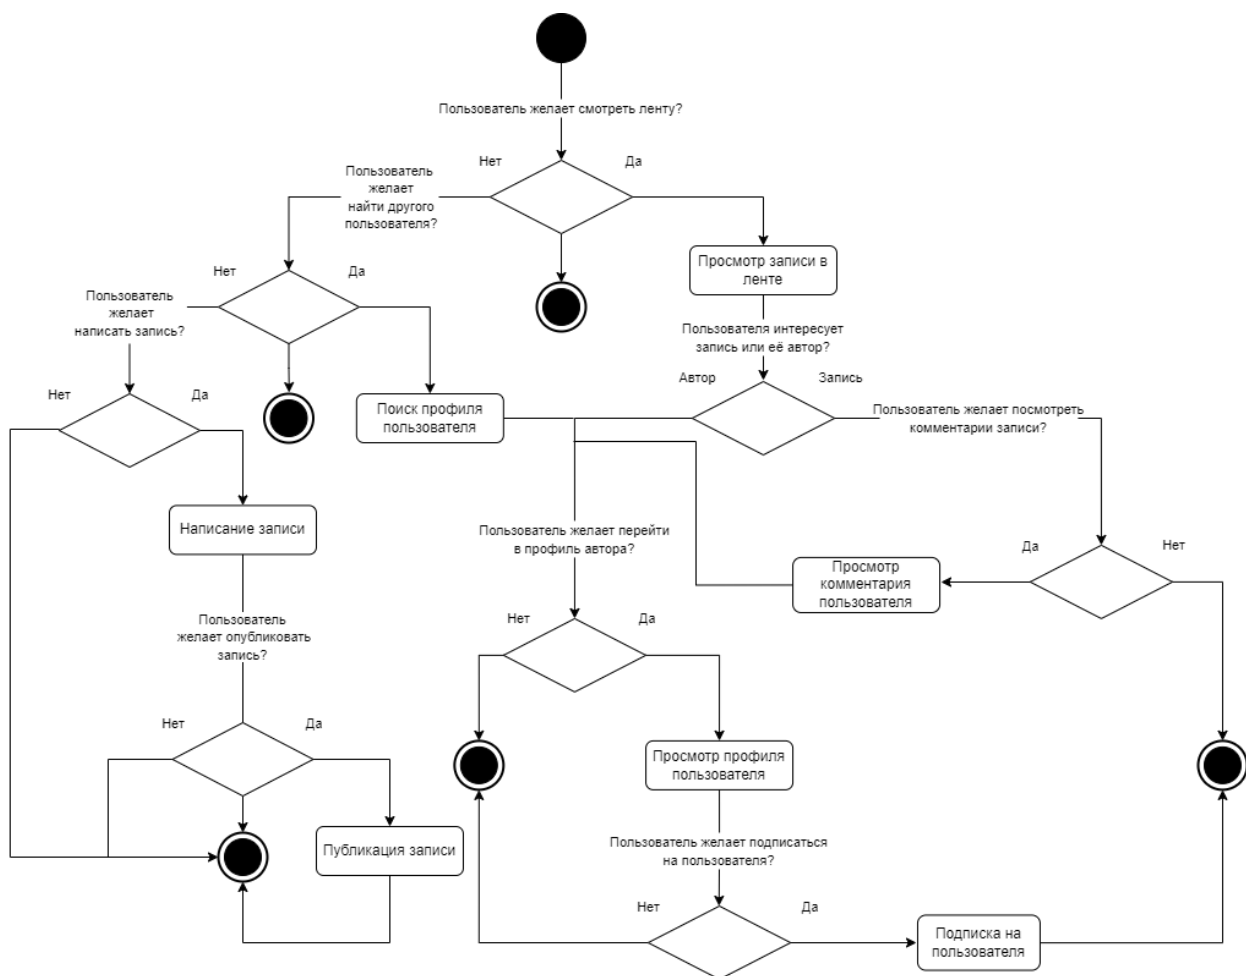 Пользователь желает смотреть ленту?
Нет
Да
Пользователь
желает
найти другого
пользователя?
Просмотр записи в
ленте
Нет
Да
Пользователь
желает
написать запись?
Пользователя интересует
запись или её автор?
Автор
Запись
Нет
Да
Поиск профиля
пользователя
Пользователь желает посмотреть
комментарии записи?
Написание записи
Пользователь желает перейти
в профиль автора?
Да
Нет
Просмотр
комментария
пользователя
Пользователь
желает опубликовать
запись?
Нет
Да
Нет
Да
Просмотр профиля
пользователя
Публикация записи
Пользователь желает подписаться
на пользователя?
Нет
Да
Подписка на
пользователя